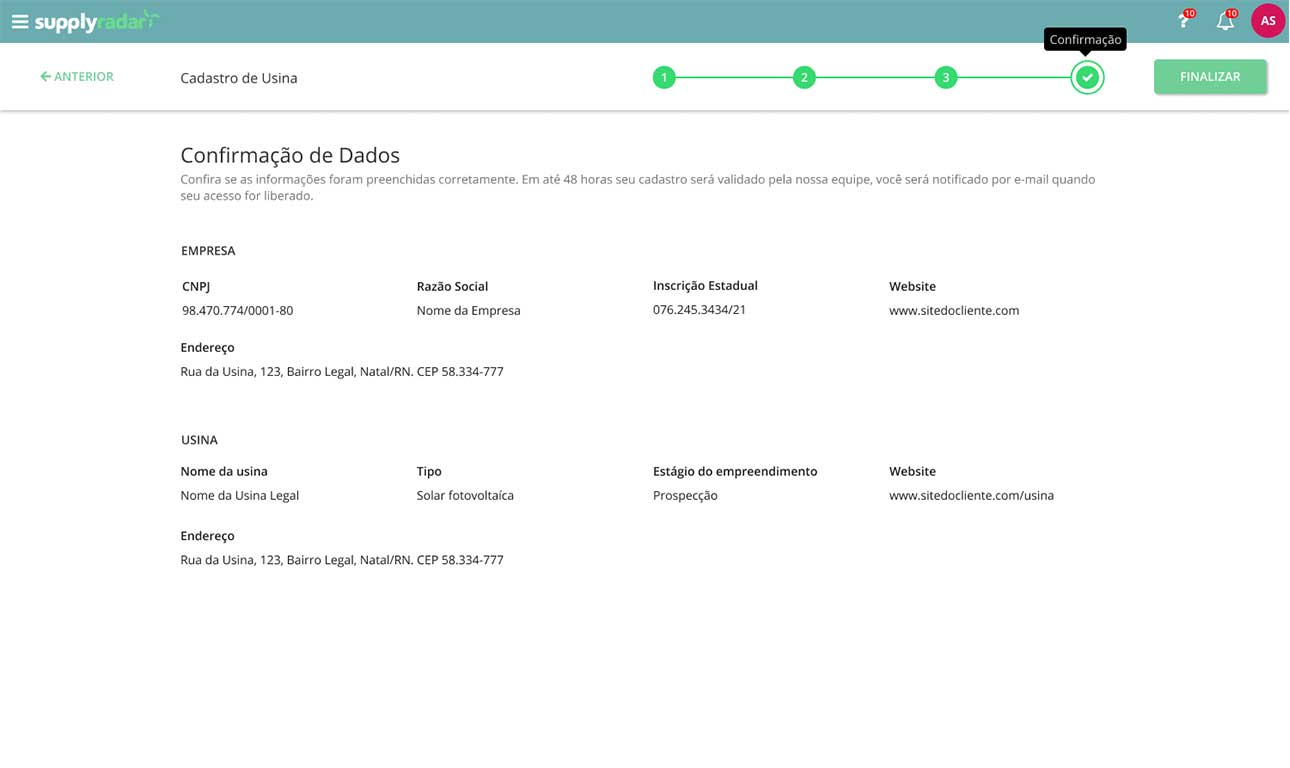 supplyradar
?
10
10
AS
Confirmação
ANTERIOR
Cadastro de Usina
1
2
3
FINALIZAR
Confirmação de Dados
Confira se as informações foram preenchidas corretamente. Em até 48 horas seu cadastro será validado pela nossa equipe, você será notificado por e-mail quando
seu acesso for liberado.
EMPRESA
CNPJ
Razão Social
Inscrição Estadual
Website
98.470.774/0001-80
Nome da Empresa
076.245.3434/21
www.sitedocliente.com
Endereço
Rua da Usina, 123, Bairro Legal, Natal/RN. CEP 58.334-777
USINA
Nome da usina
Tipo
Estágio do empreendimento
Website
Nome da Usina Legal
Solar fotovoltaíca
Prospecção
www.sitedocliente.com/usina
Endereço
Rua da Usina, 123, Bairro Legal, Natal/RN. CEP 58.334-777